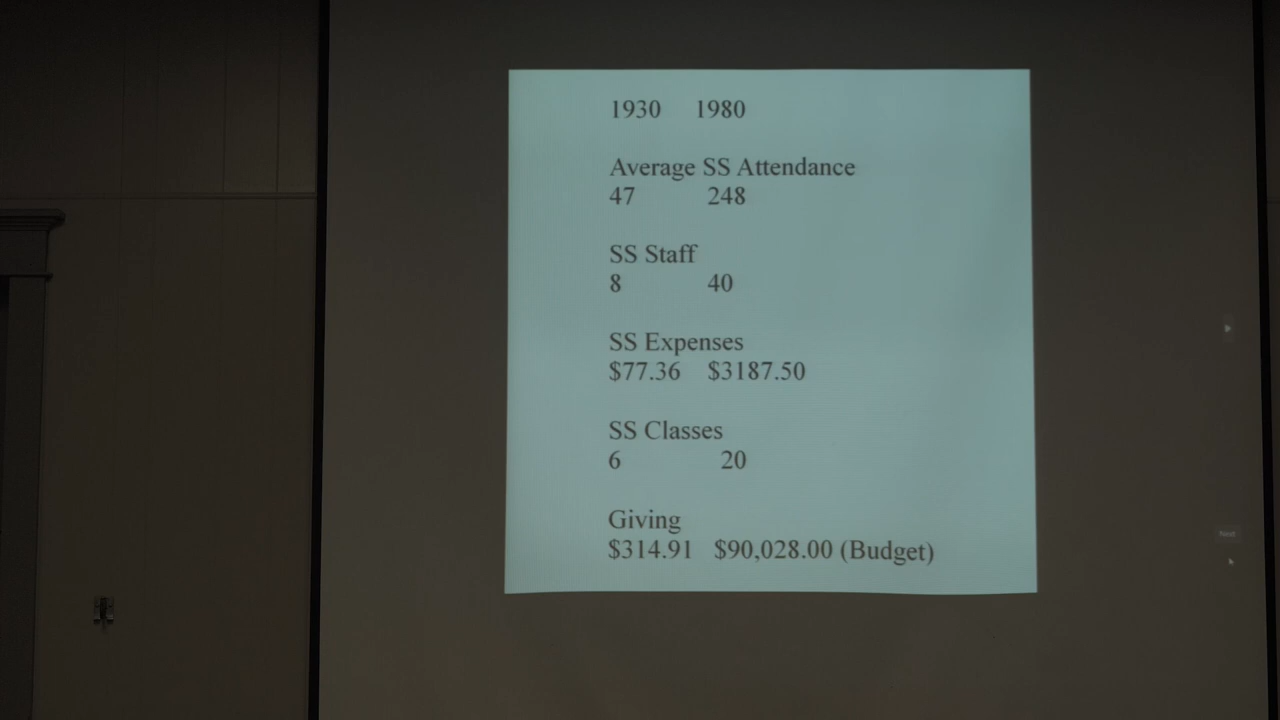 1930 1980
Average SS Attendance
47 248
SS Staff
8 40
SS Expenses
$77.36 $3187.50
SS Classes
6 20
Giving
$314.91 $90,028.00 (Budget)
Next